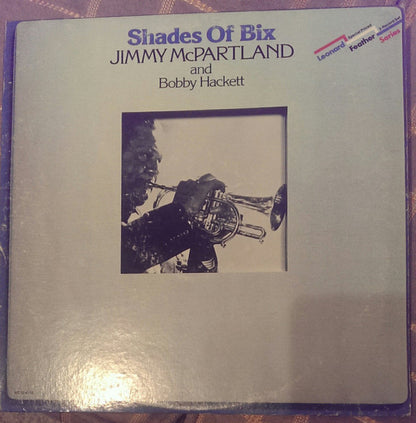 Shades Of Bix
JIMMY McPARTLAND
and
Bobby Hackett
Leonard
Feather
Series